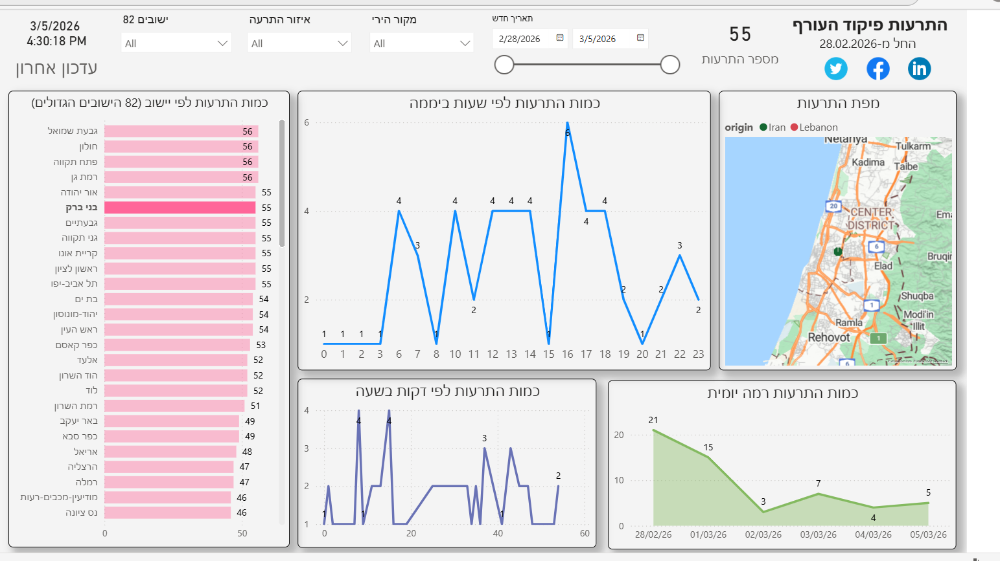 התרעות פיקוד העורף
החל מ-28.02.2026
55
מספר התרעות
תאריך חדש
2/28/2026
3/5/2026
מקור הירי
All
איזור התרעה
All
ישובים 82
All
3/5/2026
4:30:18 PM
עדכון אחרון
כמות התרעות לפי יישוב (82 הישובים הגדולים)
גבעת שמואל 56
חולון 56
פתח תקווה 56
רמת גן 56
אור יהודה 55
בני ברק 55
גבעתיים 55
גני תקווה 55
קריית אונו 55
ראשון לציון 55
תל אביב-יפו 55
בת ים 54
יהוד-מונוסון 54
ראש העין 54
כפר קאסם 53
אלעד 52
הוד השרון 52
לוד 52
רמת השרון 51
באר יעקב 49
כפר סבא 49
אריאל 48
הרצליה 47
רמלה 47
מודיעין-מכבים-רעות 46
נס ציונה 46
0 50
כמות התרעות לפי שעות ביממה
6
4
2
1 1 1 1 4 3 1 4 2 4 4 4 1 6 4 4 2 1 2 3 2
0 1 2 3 6 7 8 10 11 12 13 14 15 16 17 18 19 20 21 22 23
מפת התרעות
origin Iran Lebanon
Netanya
Tulkarm
Kadima
Taibe
20
CENTER
DISTRICT
6
Elad
Shuqba
1
Modi'in
Illit
Ramla
Rehovot
1
6
כמות התרעות לפי דקות בשעה
4
3
2
1
1 4 1 4 3 1 2
0 20 40 60
כמות התרעות רמה יומית
20
10
0
21 15 3 7 4 5
28/02/26 01/03/26 02/03/26 03/03/26 04/03/26 05/03/26